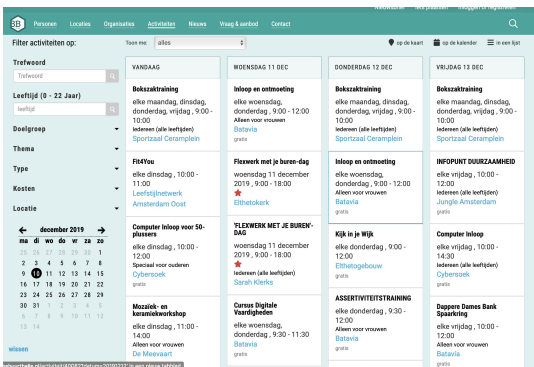 BB
Personen
Locaties
Organisaties
Activiteiten
Nieuws
Vraag & aanbod
Contact
Filter activiteiten op:
Toon me
alles
op de kaart
op de kalender
in een lijst
Trefwoord
Trefwoord
Leeftijd (0 - 22 Jaar)
leeftijd
Doelgroep
Thema
Type
Kosten
Locatie
december 2019
ma di wo do vr za zo
25 26 27 28 29 30 1
2 3 4 5 6 7 8
9 10 11 12 13 14 15
16 17 18 19 20 21 22
23 24 25 26 27 28 29
30 31 1 2 3 4 5
6 7 8 9 10 11 12
13 14
wissen
VANDAAG
Bokszaktraining
elke maandag, dinsdag,
donderdag, vrijdag , 9:00 -
10:00
Iedereen (alle leeftijden)
Sportzaal Ceramplein
Fit4You
elke dinsdag , 10:00 -
11:00
Leefstijlnetwerk
Amsterdam Oost
Computer Inloop voor 50-
plussers
elke dinsdag , 10:00 -
12:00
Speciaal voor ouderen
Cybersoek
gratis
Mozaïek- en
keramiekworkshop
elke dinsdag , 11:00 -
14:00
Alleen voor vrouwen
De Meevaart
WOENSDAG 11 DEC
Inloop en ontmoeting
elke woensdag,
donderdag , 9:00 - 12:00
Alleen voor vrouwen
Batavia
gratis
Flexwerk met je buren-dag
woensdag 11 december
2019 , 9:00 - 18:00
Elthetokerk
'FLEXWERK MET JE BUREN'-
DAG
woensdag 11 december
2019 , 9:00 - 18:00
Iedereen (alle leeftijden)
Sarah Klerks
Cursus Digitale
Vaardigheden
elke woensdag,
donderdag , 9:30 - 11:30
Batavia
gratis
DONDERDAG 12 DEC
Bokszaktraining
elke maandag, dinsdag,
donderdag, vrijdag , 9:00 -
10:00
Iedereen (alle leeftijden)
Sportzaal Ceramplein
Inloop en ontmoeting
elke woensdag,
donderdag , 9:00 - 12:00
Alleen voor vrouwen
Batavia
gratis
Kijk in je Wijk
elke donderdag , 9:00 -
12:00
Elthetogebouw
gratis
ASSERTIVITEITSTRAINING
elke donderdag , 9:30 -
12:00
Alleen voor vrouwen
Batavia
gratis
VRIJDAG 13 DEC
Bokszaktraining
elke maandag, dinsdag,
donderdag, vrijdag , 9:00 -
10:00
Iedereen (alle leeftijden)
Sportzaal Ceramplein
INFOPUNT DUURZAAMHEID
elke vrijdag , 9:00 -
12:00
Iedereen (alle leeftijden)
Jungle Amsterdam
gratis
Computer Inloop
elke vrijdag , 10:00 -
14:30
Iedereen (alle leeftijden)
Cybersoek
gratis
Dappere Dames Bank
Spaarkring
elke vrijdag , 10:00 -
12:00
Alleen voor vrouwen
Batavia
gratis